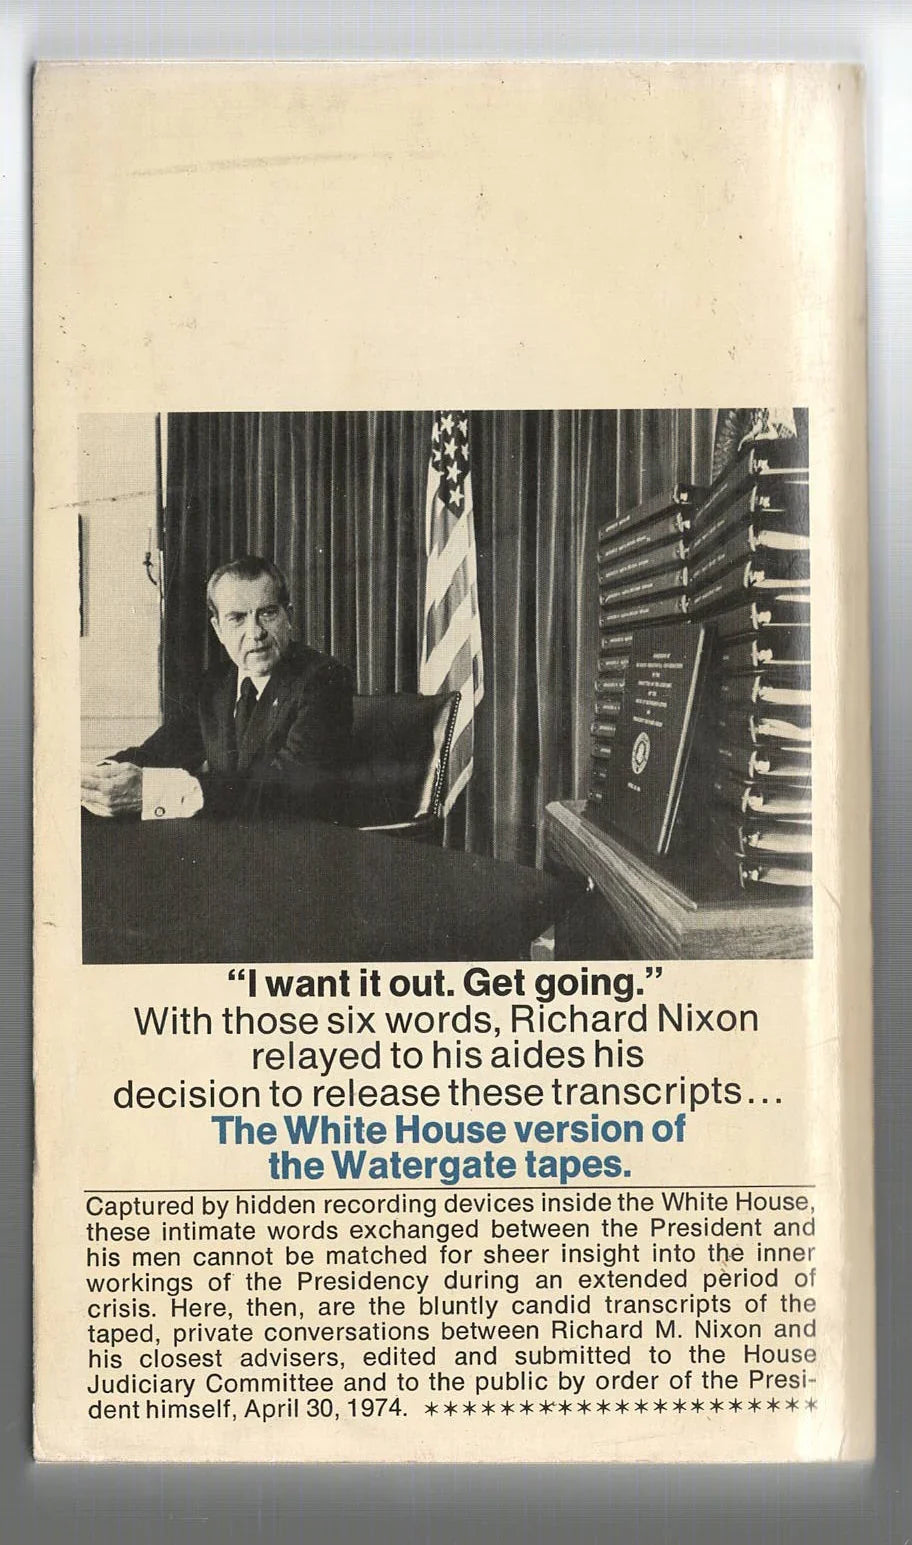 “I want it out. Get going.”
With those six words, Richard Nixon
relayed to his aides his
decision to release these transcripts...
The White House version of
the Watergate tapes.
Captured by hidden recording devices inside the White House,
these intimate words exchanged between the President and
his men cannot be matched for sheer insight into the inner
workings of the Presidency during an extended period of
crisis. Here, then, are the bluntly candid transcripts of the
taped, private conversations between Richard M. Nixon and
his closest advisers, edited and submitted to the House
Judiciary Committee and to the public by order of the Presi-
dent himself, April 30, 1974. *********************